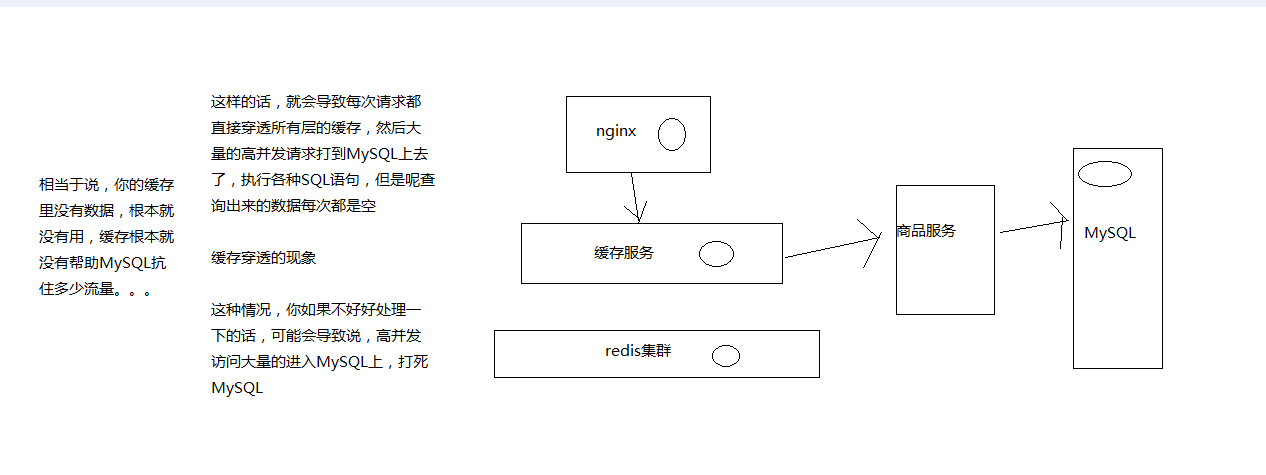 相当于说，你的缓存
里没有数据，根本就
没有用，缓存根本就
没有帮助MySQL抗
住多少流量。。。
这样的话，就会导致每次请求都
直接穿透所有层的缓存，然后大
量的高并发请求打到MySQL上去
了，执行各种SQL语句，但是呢查
询出来的数据每次都是空
缓存穿透的现象
这种情况，你如果不好好处理一
下的话，可能会导致说，高并发
访问大量的进入MySQL上，打死
MySQL
nginx
缓存服务
redis集群
商品服务
MySQL